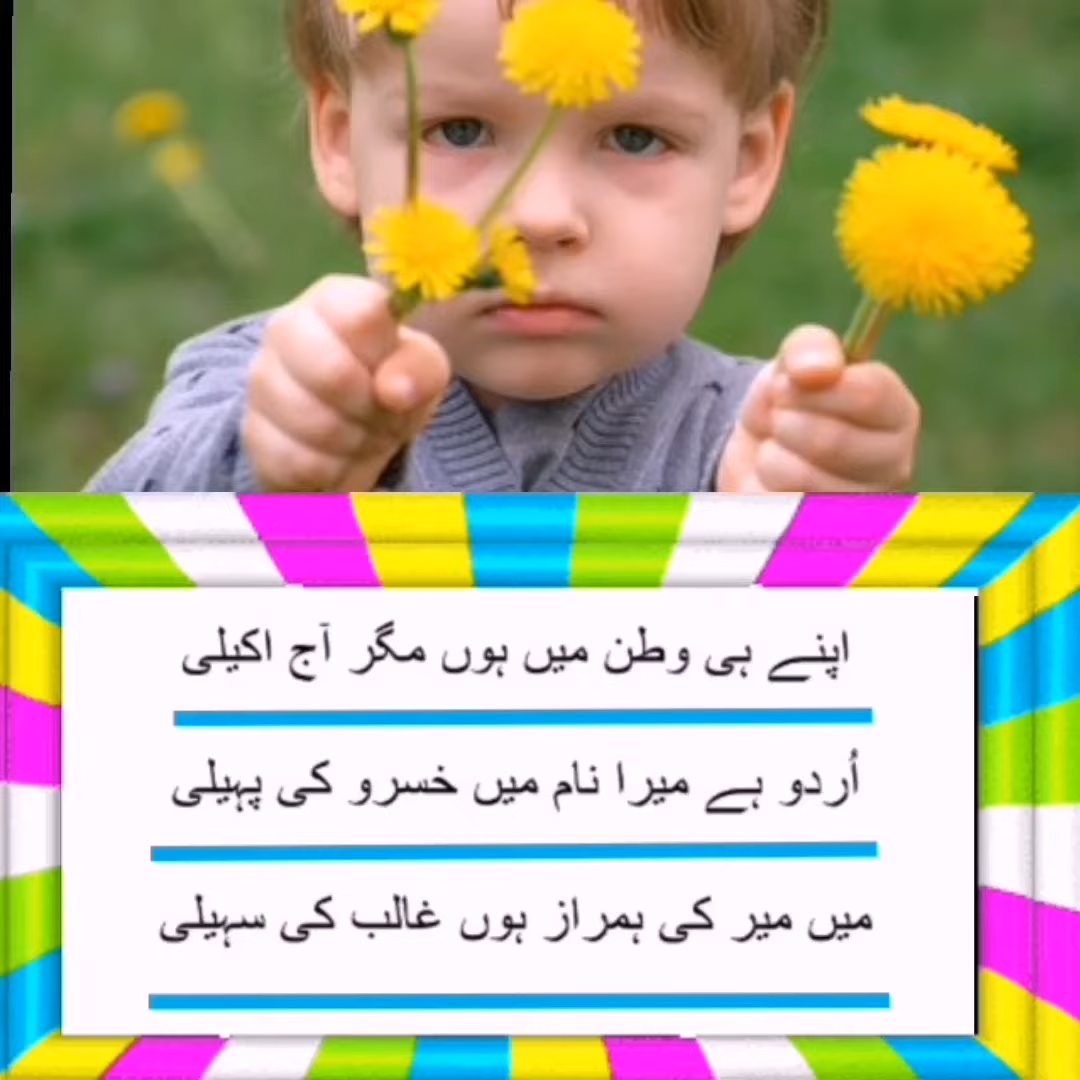 اپنے ہی وطن میں ہوں مگر آج اکیلی
اُردو ہے میرا نام میں خسرو کی پہیلی
میں میر کی ہمراز ہوں غالب کی سہیلی